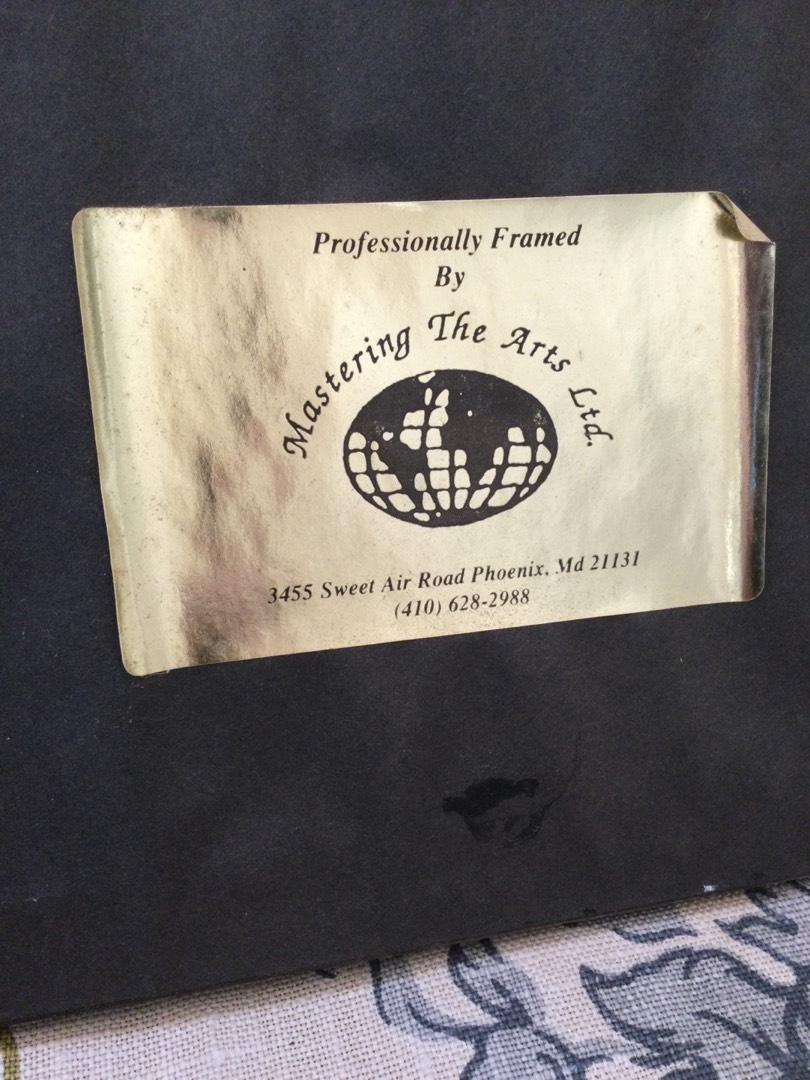 Professionally Framed
By
Mastering The Arts Ltd.
3455 Sweet Air Road Phoenix, Md 21131
(410) 628-2988